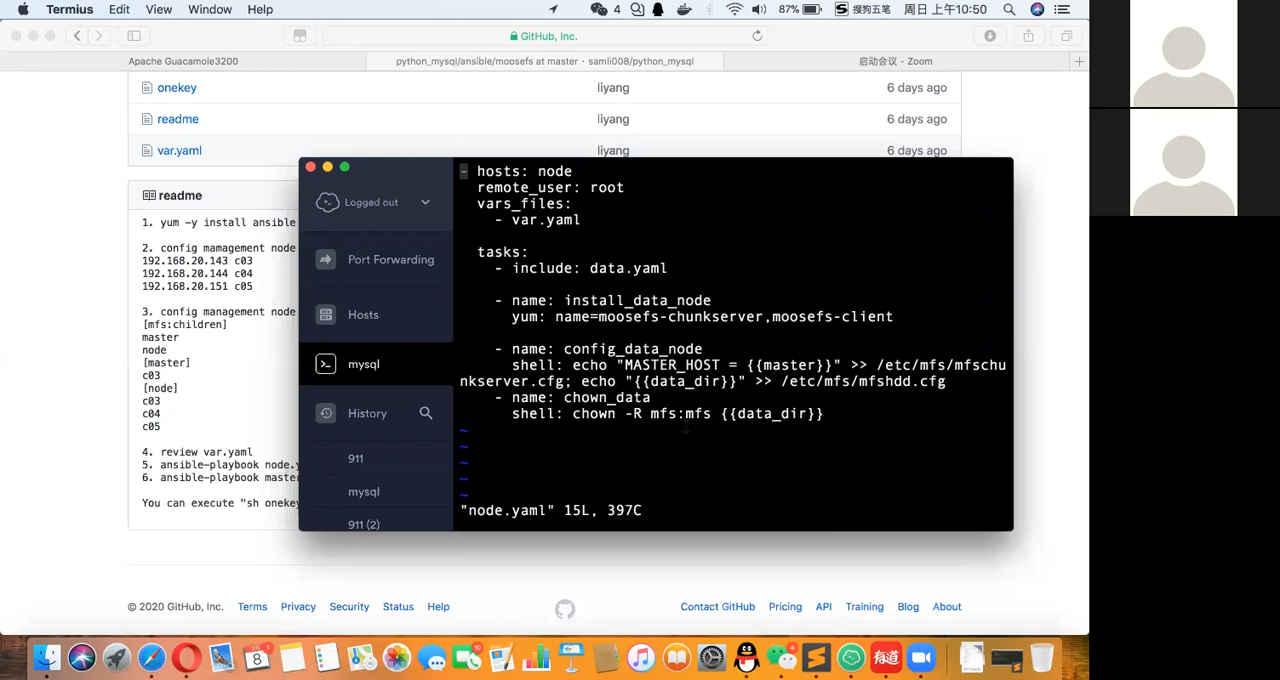 Termius Edit View Window Help 4 87% S 搜狗五笔 周日 上午10:50
GitHub, Inc.
Apache Guacamole3200 python_mysql/ansible/moosefs at master · samli008/python_mysql 启动会议 - Zoom
onekey liyang 6 days ago
readme liyang 6 days ago
var.yaml liyang 6 days ago
readme
1. yum -y install ansible
2. config mamagement node
192.168.20.143 c03
192.168.20.144 c04
192.168.20.151 c05
3. config mamagement node
[mfs:children]
master
node
[master]
c03
[node]
c03
c04
c05
4. review var.yaml
5. ansible-playbook node.y
6. ansible-playbook master
You can execute "sh onekey
Logged out
Port Forwarding
Hosts
mysql
History
911
mysql
911 (2)
- hosts: node
remote_user: root
vars_files:
- var.yaml
tasks:
- include: data.yaml
- name: install_data_node
yum: name=moosefs-chunkserver,moosefs-client
- name: config_data_node
shell: echo "MASTER_HOST = {{master}}" >> /etc/mfs/mfschu
nkserver.cfg; echo "{{data_dir}}" >> /etc/mfs/mfshdd.cfg
- name: chown_data
shell: chown -R mfs:mfs {{data_dir}}
~
~
~
~
~
"node.yaml" 15L, 397C
© 2020 GitHub, Inc. Terms Privacy Security Status Help Contact GitHub Pricing API Training Blog About
8
有道